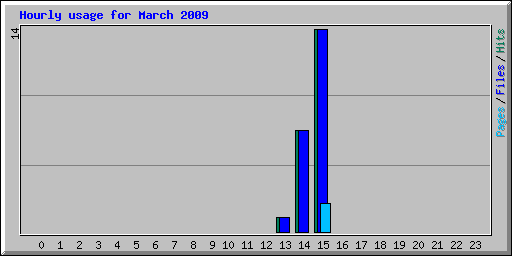 Hourly usage for March 2009
14
Pages/Files/Hits
0 1 2 3 4 5 6 7 8 9 10 11 12 13 14 15 16 17 18 19 20 21 22 23